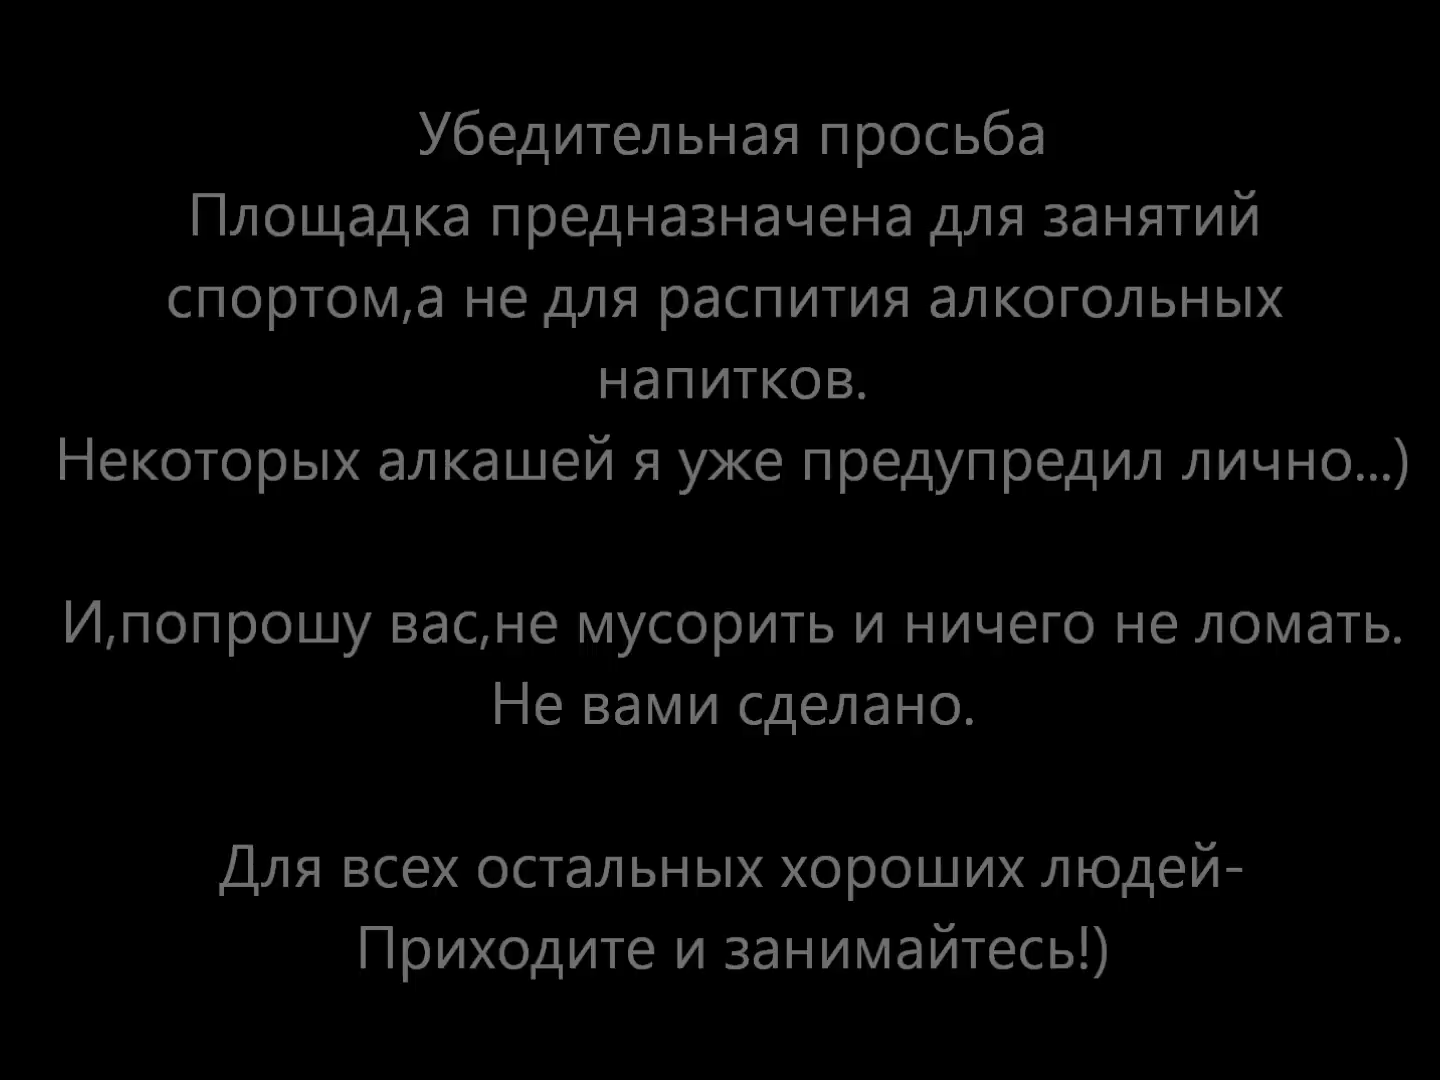 Убедительная просьба
Площадка предназначена для занятий
спортом,а не для распития алкогольных
напитков.
Некоторых алкашей я уже предупредил лично...)
И,попрошу вас,не мусорить и ничего не ломать.
Не вами сделано.
Для всех остальных хороших людей-
Приходите и занимайтесь!)